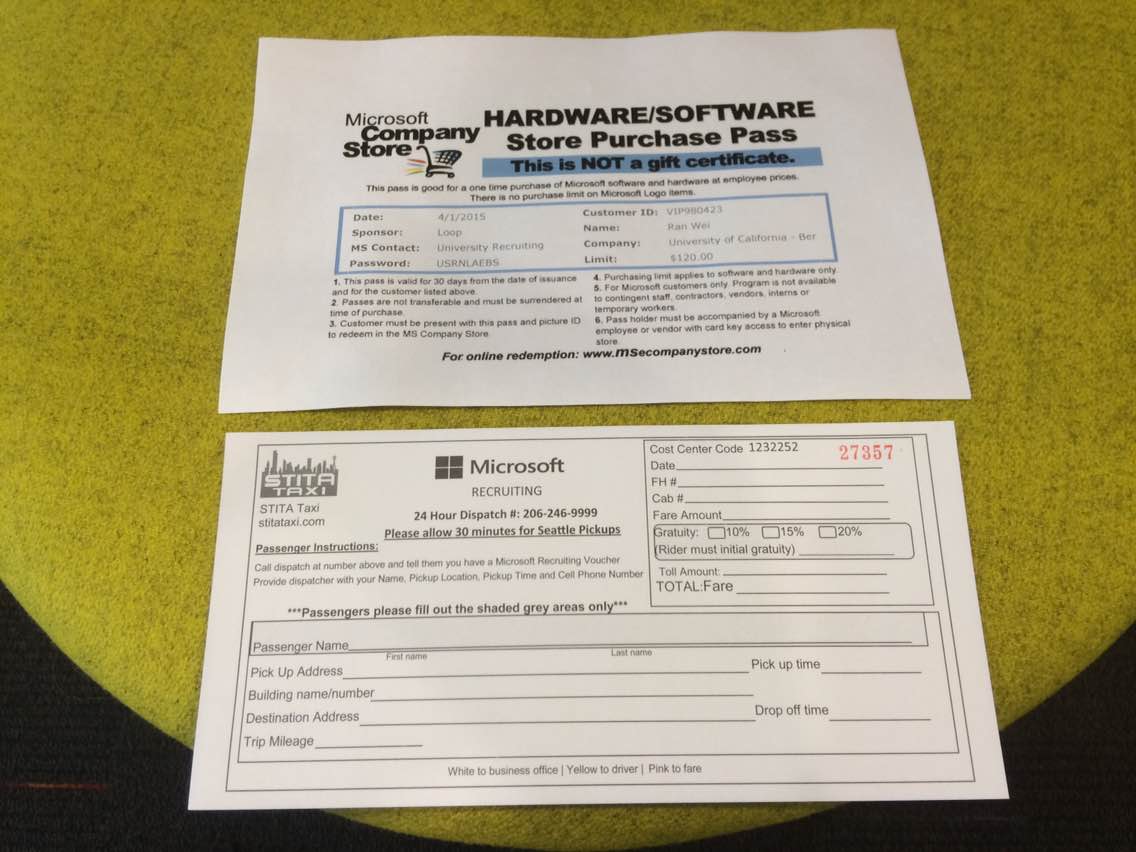 Microsoft
Company
Store
HARDWARE/SOFTWARE
Store Purchase Pass
This is NOT a gift certificate.
This pass is good for a one time purchase of Microsoft software and hardware at employee prices.
There is no purchase limit on Microsoft Logo items.
Date: 4/1/2015
Sponsor: Loop
MS Contact: University Recruiting
Password: USRNLAEBS
Customer ID: VIP980423
Name: Ran Wei
Company: University of California - Ber
Limit: $120.00
1. This pass is valid for 30 days from the date of issuance
and for the customer listed above.
2. Passes are not transferable and must be surrendered at
time of purchase.
3. Customer must be present with this pass and picture ID
to redeem in the MS Company Store.
4. Purchasing limit applies to software and hardware only.
5. For Microsoft customers only. Program is not available
to contingent staff, contractors, vendors, interns or
temporary workers.
6. Pass holder must be accompanied by a Microsoft
employee or vendor with card key access to enter physical
store.
For online redemption: www.msecompanystore.com
STITA
TAXI
STITA Taxi
stitataxi.com
Microsoft
RECRUITING
24 Hour Dispatch #: 206-246-9999
Please allow 30 minutes for Seattle Pickups
Passenger Instructions:
Call dispatch at number above and tell them you have a Microsoft Recruiting Voucher
Provide dispatcher with your Name, Pickup Location, Pickup Time and Cell Phone Number
Cost Center Code 1232252 27357
Date
FH #
Cab #
Fare Amount
Gratuity: 10% 15% 20%
(Rider must initial gratuity)
Toll Amount:
TOTAL:Fare
***Passengers please fill out the shaded grey areas only***
Passenger Name
First name Last name
Pick Up Address Pick up time
Building name/number
Destination Address Drop off time
Trip Mileage
White to business office | Yellow to driver | Pink to fare